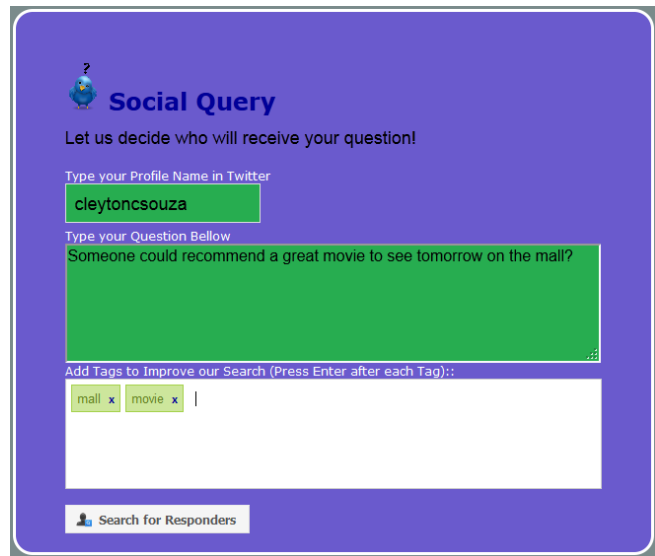 ?
Social Query
Let us decide who will receive your question!
Type your Profile Name in Twitter
cleytoncsouza
Type your Question Bellow
Someone could recommend a great movie to see tomorrow on the mall?
Add Tags to Improve our Search (Press Enter after each Tag)::
mall x movie x
Search for Responders